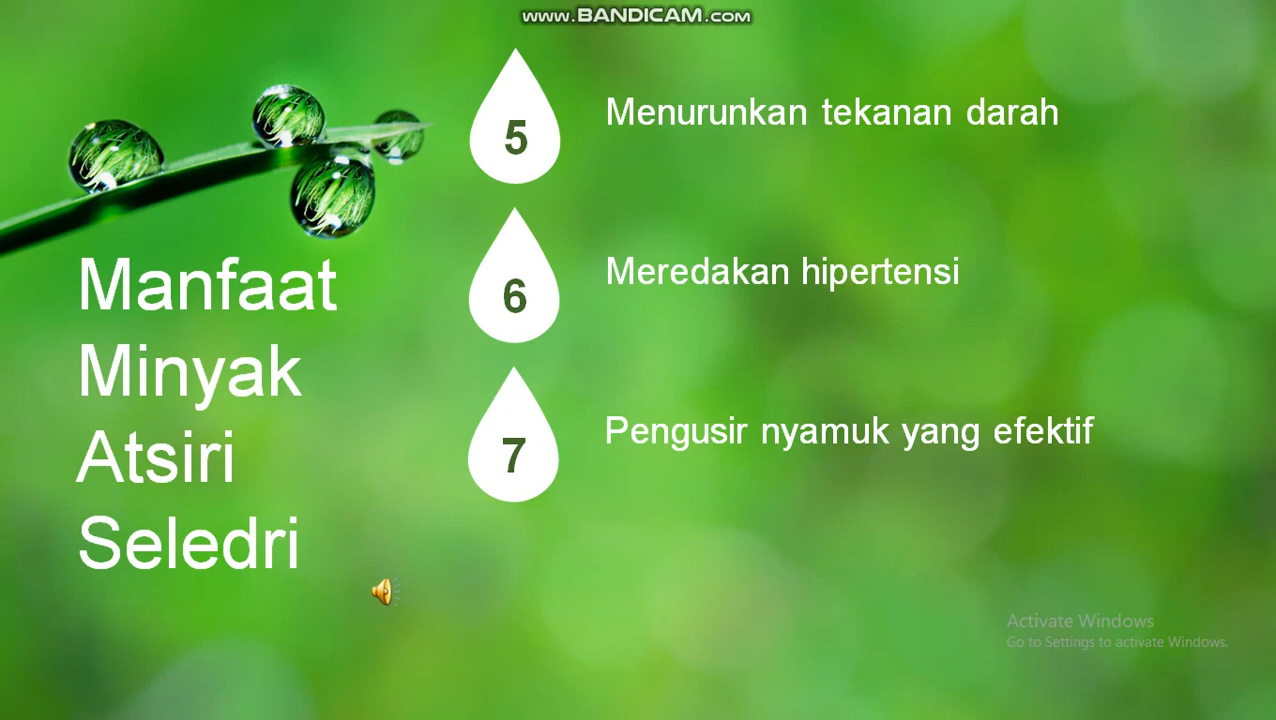 www.BANDICAM.com
Manfaat
Minyak
Atsiri
Seledri
5
Menurunkan tekanan darah
6
Meredakan hipertensi
7
Pengusir nyamuk yang efektif
Activate Windows
Go to Settings to activate Windows.